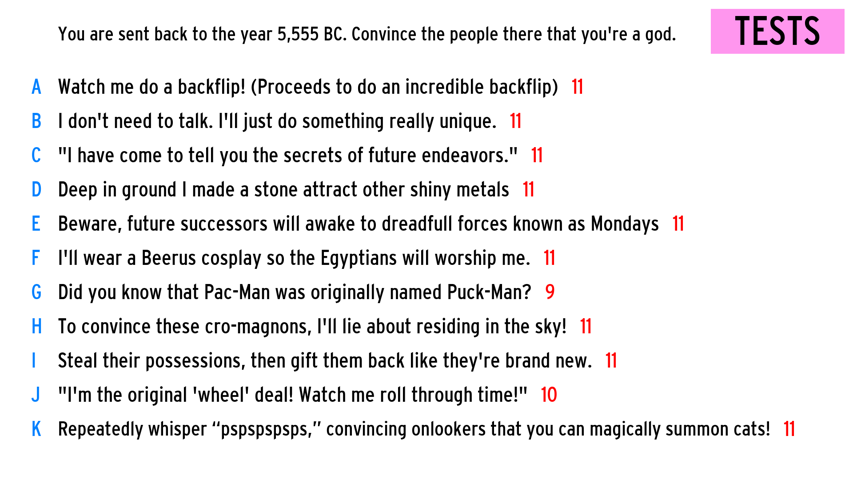 You are sent back to the year 5,555 BC. Convince the people there that you're a god.
TESTS
A Watch me do a backflip! (Proceeds to do an incredible backflip) 11
B I don't need to talk. I'll just do something really unique. 11
C "I have come to tell you the secrets of future endeavors." 11
D Deep in ground I made a stone attract other shiny metals 11
E Beware, future successors will awake to dreadfull forces known as Mondays 11
F I'll wear a Beerus cosplay so the Egyptians will worship me. 11
G Did you know that Pac-Man was originally named Puck-Man? 9
H To convince these cro-magnons, I'll lie about residing in the sky! 11
I Steal their possessions, then gift them back like they're brand new. 11
J "I'm the original 'wheel' deal! Watch me roll through time!" 10
K Repeatedly whisper “pspspspsps,” convincing onlookers that you can magically summon cats! 11